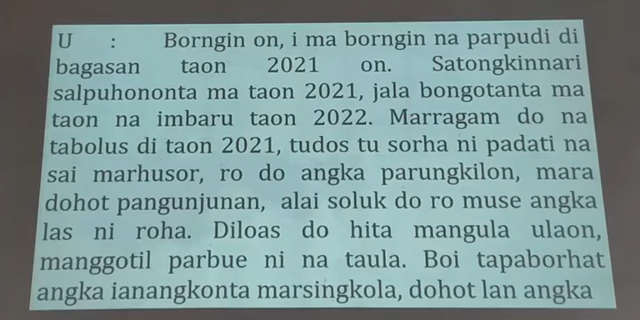 U : Borngin on, i ma borngin na parpudi di
bagasan taon 2021 on. Satongkinnari
salpuhononta ma taon 2021, jala bongotanta ma
taon na imbaru taon 2022. Marragam do na
tabolus di taon 2021, tudos tu sorha ni padati na
sai marhusor, ro do angka parungkilon, mara
dohot pangunjunan, alai soluk do ro muse angka
las ni roha. Diloas do hita mangula ulaon,
manggotil parbue ni na taula. Boi tapaborhat
angka ianangkonta marsingkola, dohot lan angka